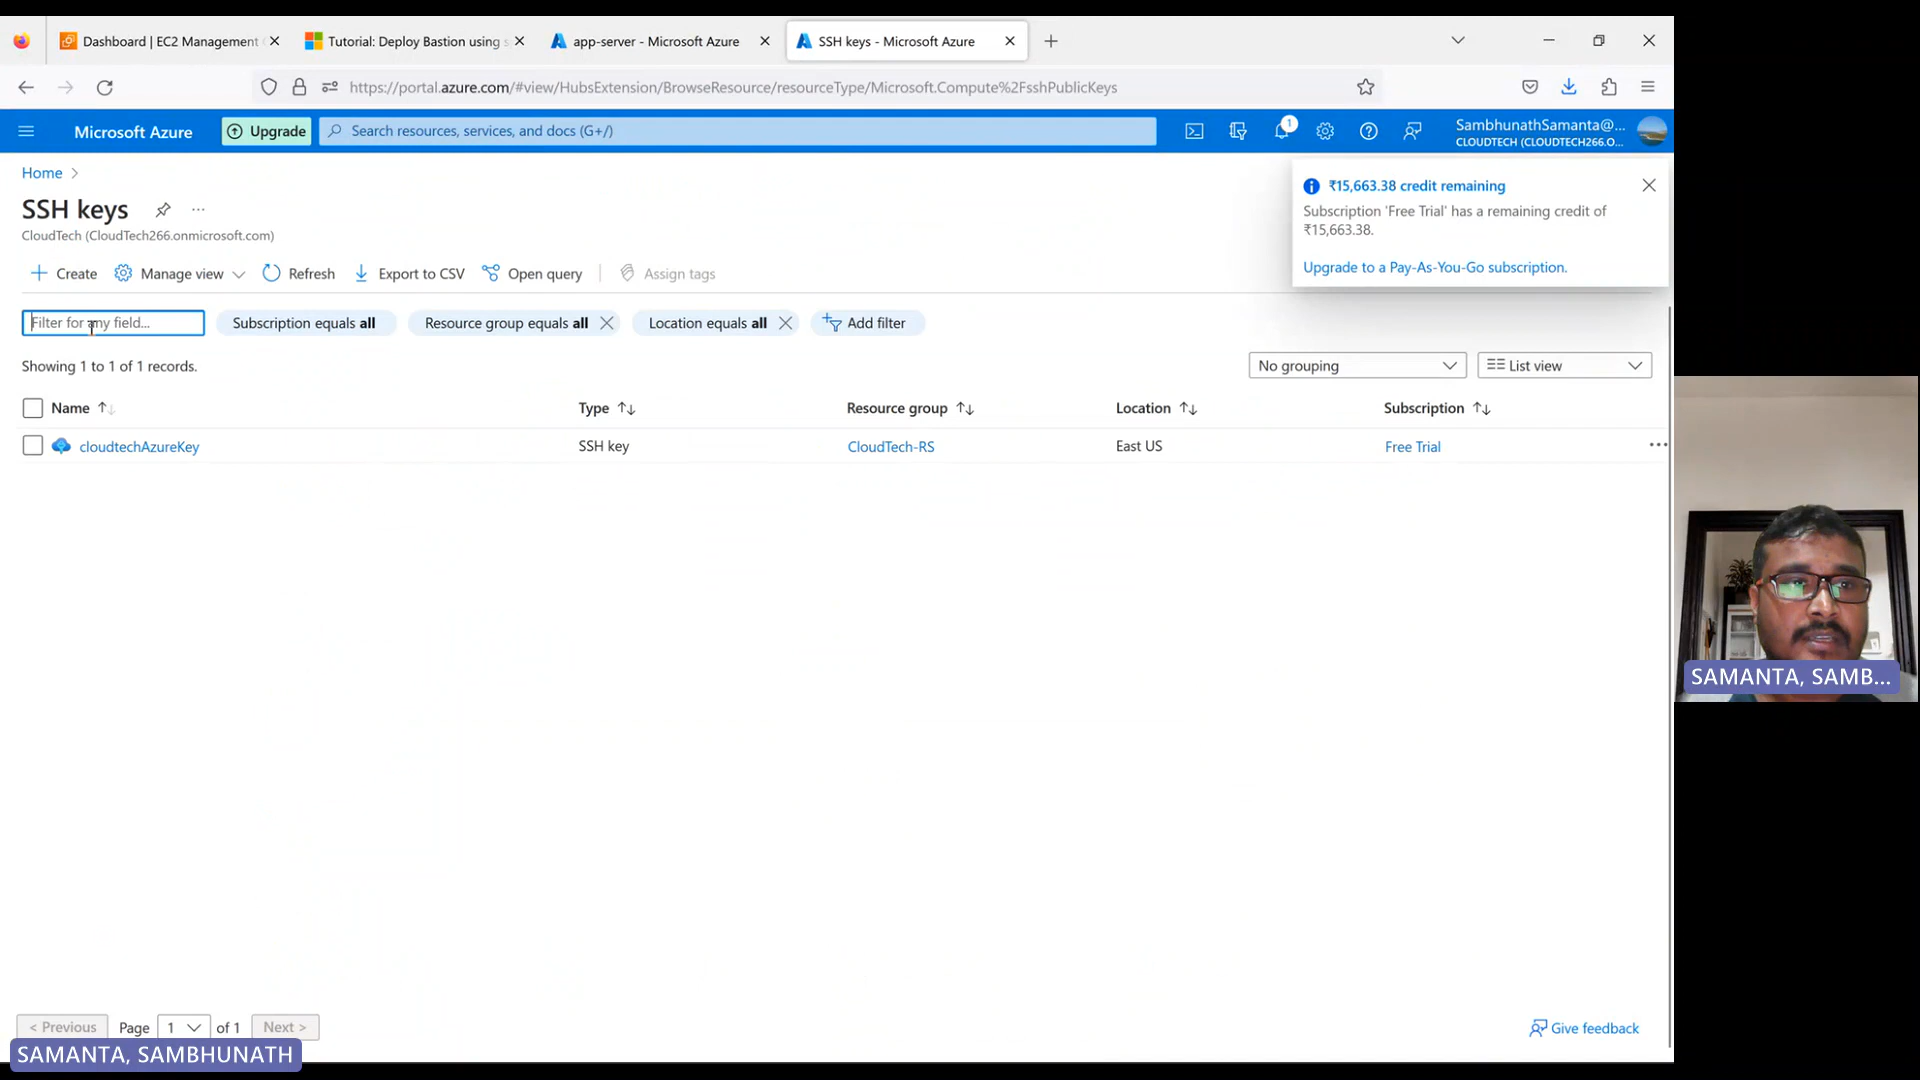 Dashboard | EC2 Management
Tutorial: Deploy Bastion using s
app-server - Microsoft Azure
SSH keys - Microsoft Azure
https://portal.azure.com/#view/HubsExtension/BrowseResource/resourceType/Microsoft.Compute%2FsshPublicKeys
Microsoft Azure
Upgrade
Search resources, services, and docs (G+/)
1
SambhunathSamanta@...
CLOUDTECH (CLOUDTECH266.O...
Home >
₹15,663.38 credit remaining
Subscription 'Free Trial' has a remaining credit of
₹15,663.38.
Upgrade to a Pay-As-You-Go subscription.
SSH keys
...
CloudTech (CloudTech266.onmicrosoft.com)
Create
Manage view
Refresh
Export to CSV
Open query
Assign tags
Filter for any field...
Subscription equals all
Resource group equals all
Location equals all
Add filter
Showing 1 to 1 of 1 records.
No grouping
List view
Name
Type
Resource group
Location
Subscription
cloudtechAzureKey
SSH key
CloudTech-RS
East US
Free Trial
...
< Previous
Page
1
of 1
Next >
Give feedback
SAMANTA, SAMBHUNATH
SAMANTA, SAMB...